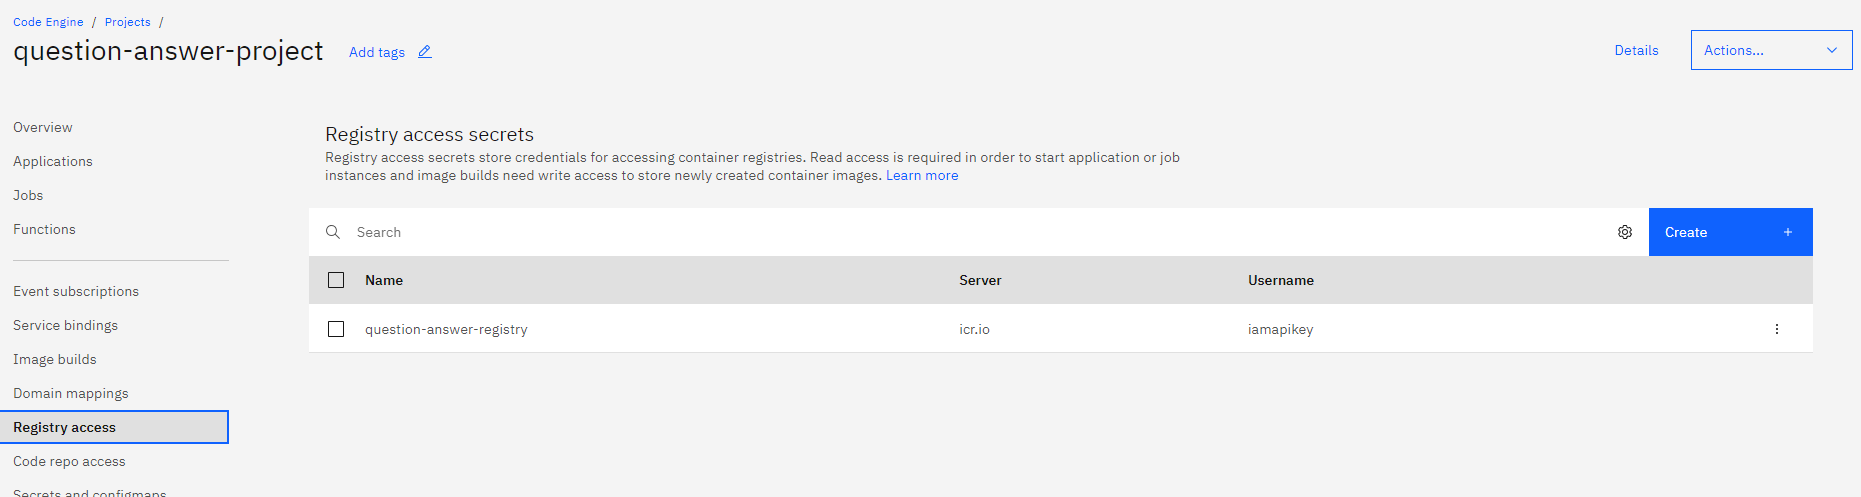 Code Engine / Projects /
question-answer-project Add tags
Details Actions...
Overview
Applications
Jobs
Functions
Event subscriptions
Service bindings
Image builds
Domain mappings
Registry access
Code repo access
Secrets and configmaps
Registry access secrets
Registry access secrets store credentials for accessing container registries. Read access is required in order to start application or job
instances and image builds need write access to store newly created container images. Learn more
Search Create +
Name Server Username
question-answer-registry icr.io iamapikey